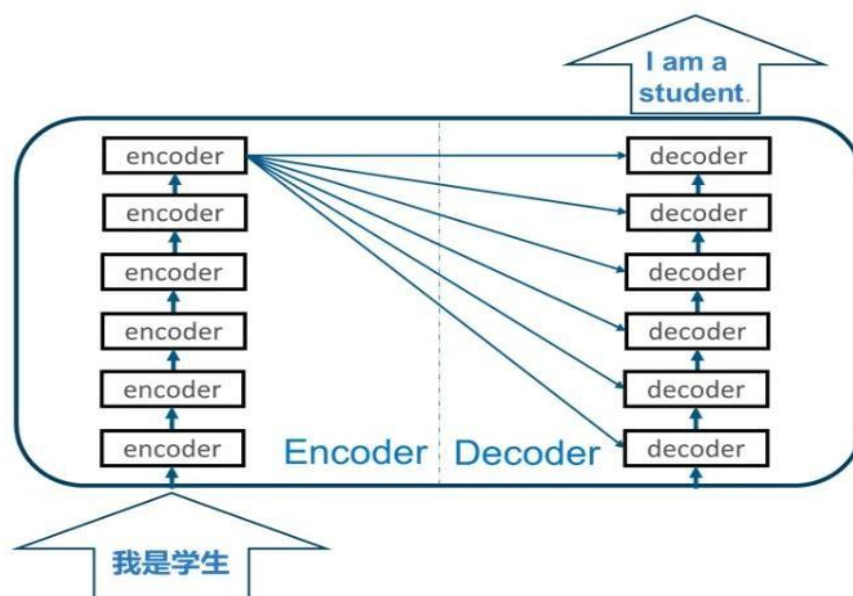 I am a
student.
encoder
decoder
encoder
decoder
encoder
decoder
encoder
decoder
encoder
decoder
encoder
Encoder
Decoder
decoder
我是学生